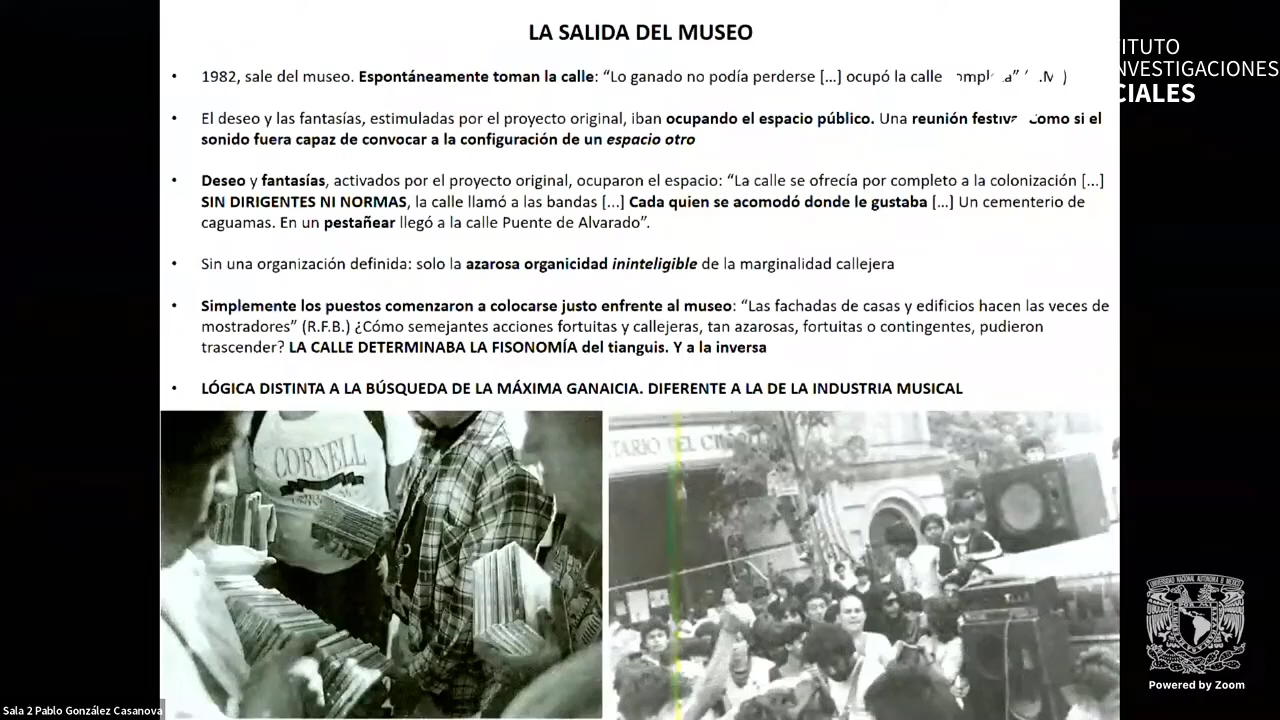 LA SALIDA DEL MUSEO
• 1982, sale del museo. Espontáneamente toman la calle: “Lo ganado no podía perderse [...] ocupó la calle
• El deseo y las fantasías, estimuladas por el proyecto original, iban ocupando el espacio público. Una reunión como si el
sonido fuera capaz de convocar a la configuración de un espacio otro
• Deseo y fantasías, activados por el proyecto original, ocuparon el espacio: “La calle se ofrecía por completo a la colonización [...]
SIN DIRIGENTES NI NORMAS, la calle llamó a las bandas [...] Cada quien se acomodó donde le gustaba [...] Un cementerio de
caguamas. En un pestañear llegó a la calle Puente de Alvarado”.
• Sin una organización definida: solo la azarosa organicidad ininteligible de la marginalidad callejera
• Simplemente los puestos comenzaron a colocarse justo enfrente al museo: “Las fachadas de casas y edificios hacen las veces de
mostradores” (R.F.B.) ¿Cómo semejantes acciones fortuitas y callejeras, tan azarosas, fortuitas o contingentes, pudieron
trascender? LA CALLE DETERMINABA LA FISONOMÍA del tianguis. Y a la inversa
• LÓGICA DISTINTA A LA BÚSQUEDA DE LA MÁXIMA GANAICIA. DIFERENTE A LA DE LA INDUSTRIA MUSICAL
ITUTO
NVESTIGACIONES
CIALES
CORNELL
TARIO DEL
Powered by Zoom
Sala 2 Pablo González Casanova